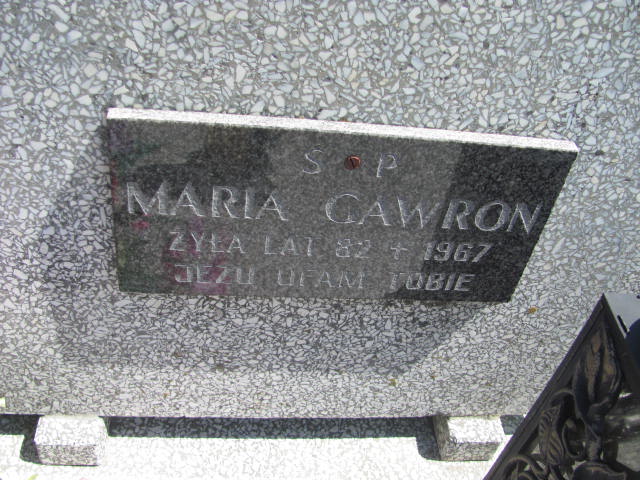 S P
MARIA GAWRON
ŻYŁA LAT 82 + 1967
JEZU UFAM TOBIE